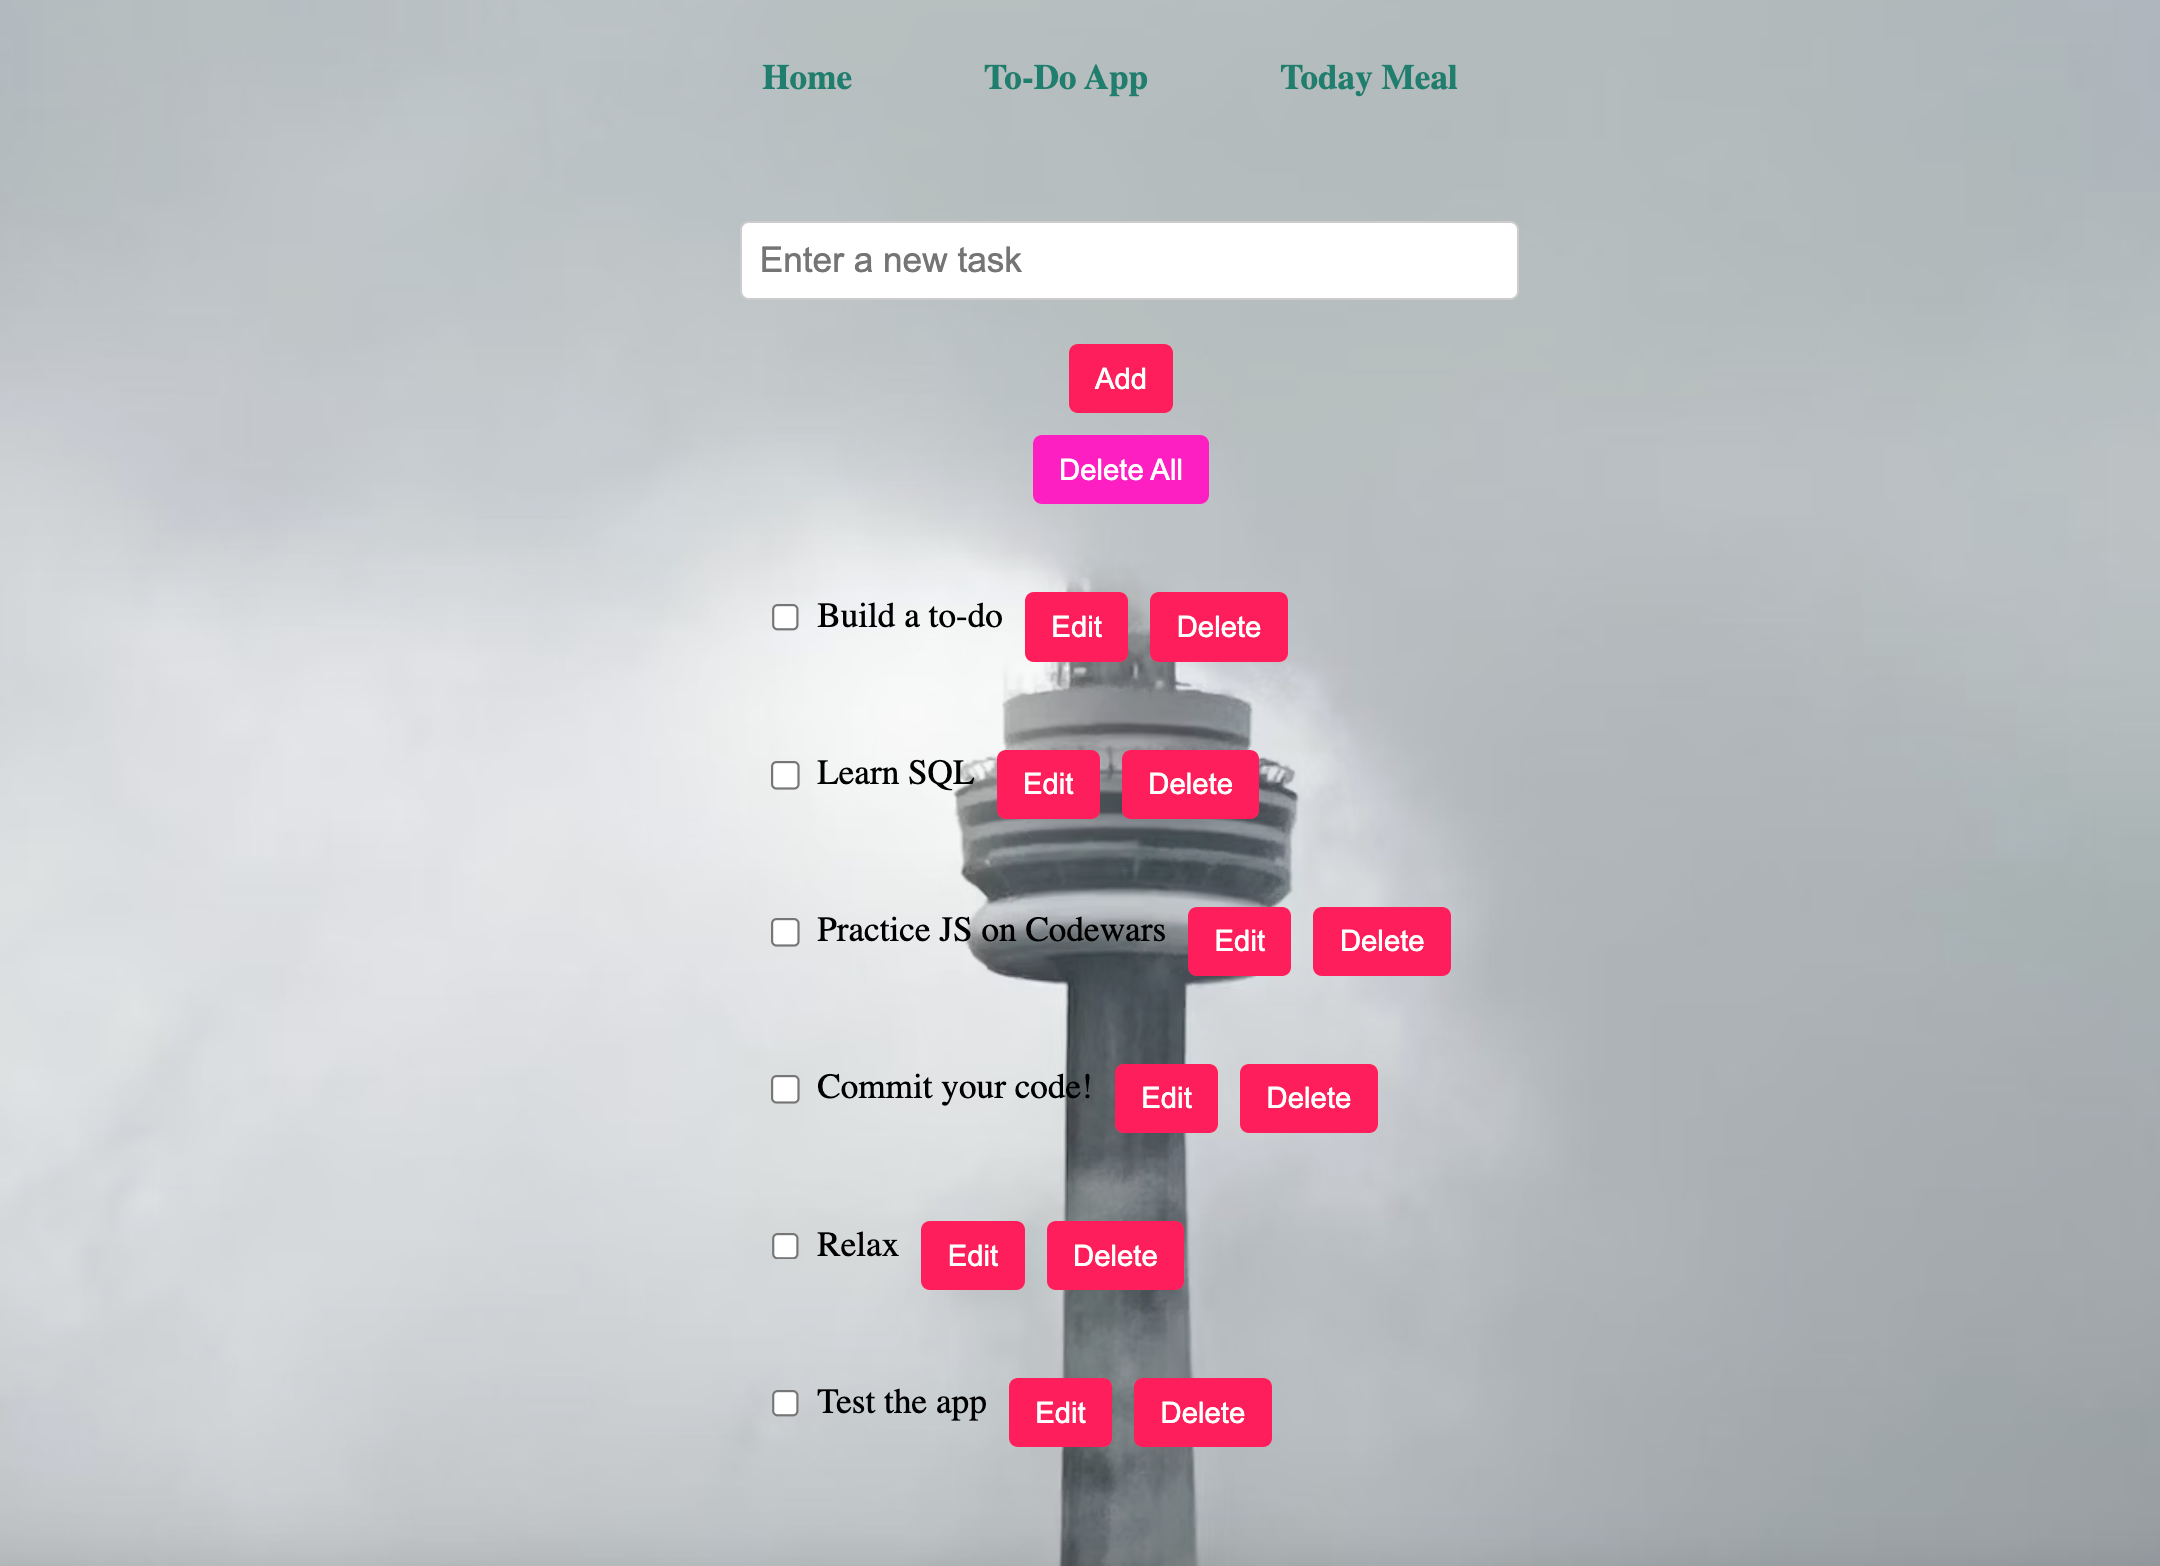 Home To-Do App Today Meal
Enter a new task
Add
Delete All
Build a to-do Edit Delete
Learn SQL Edit Delete
Practice JS on Codewars Edit Delete
Commit your code! Edit Delete
Relax Edit Delete
Test the app Edit Delete